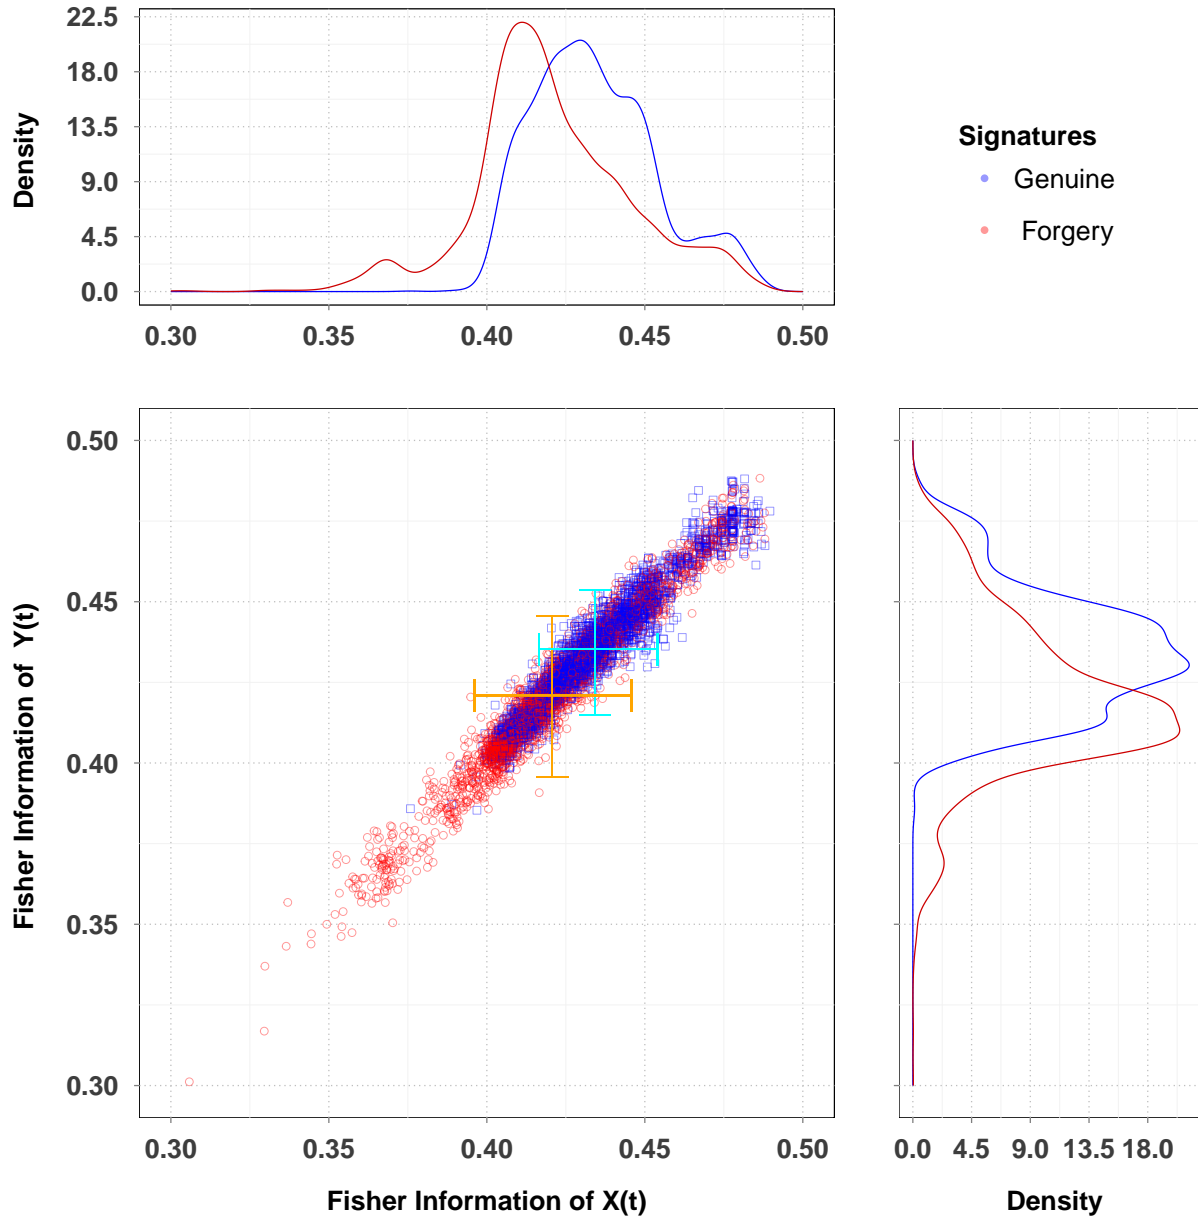 22.5
18.0
13.5
9.0
4.5
0.0
Density
0.30 0.35 0.40 0.45 0.50
Signatures
Genuine
Forgery
0.50
0.45
0.40
0.35
0.30
Fisher Information of Y(t)
0.30 0.35 0.40 0.45 0.50
Fisher Information of X(t)
0.0 4.5 9.0 13.5 18.0
Density